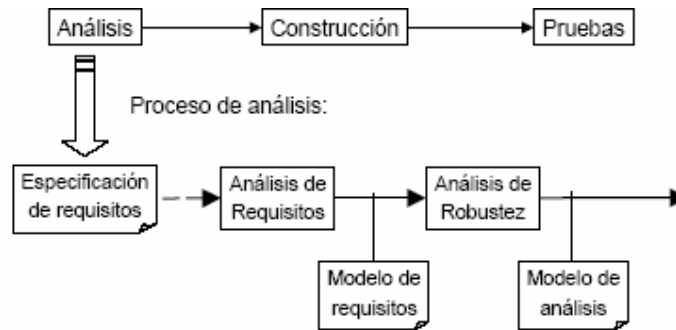 Análisis
Construcción
Pruebas
Proceso de análisis:
Especificación
de requisitos
Análisis de
Requisitos
Análisis de
Robustez
Modelo de
requisitos
Modelo de
análisis